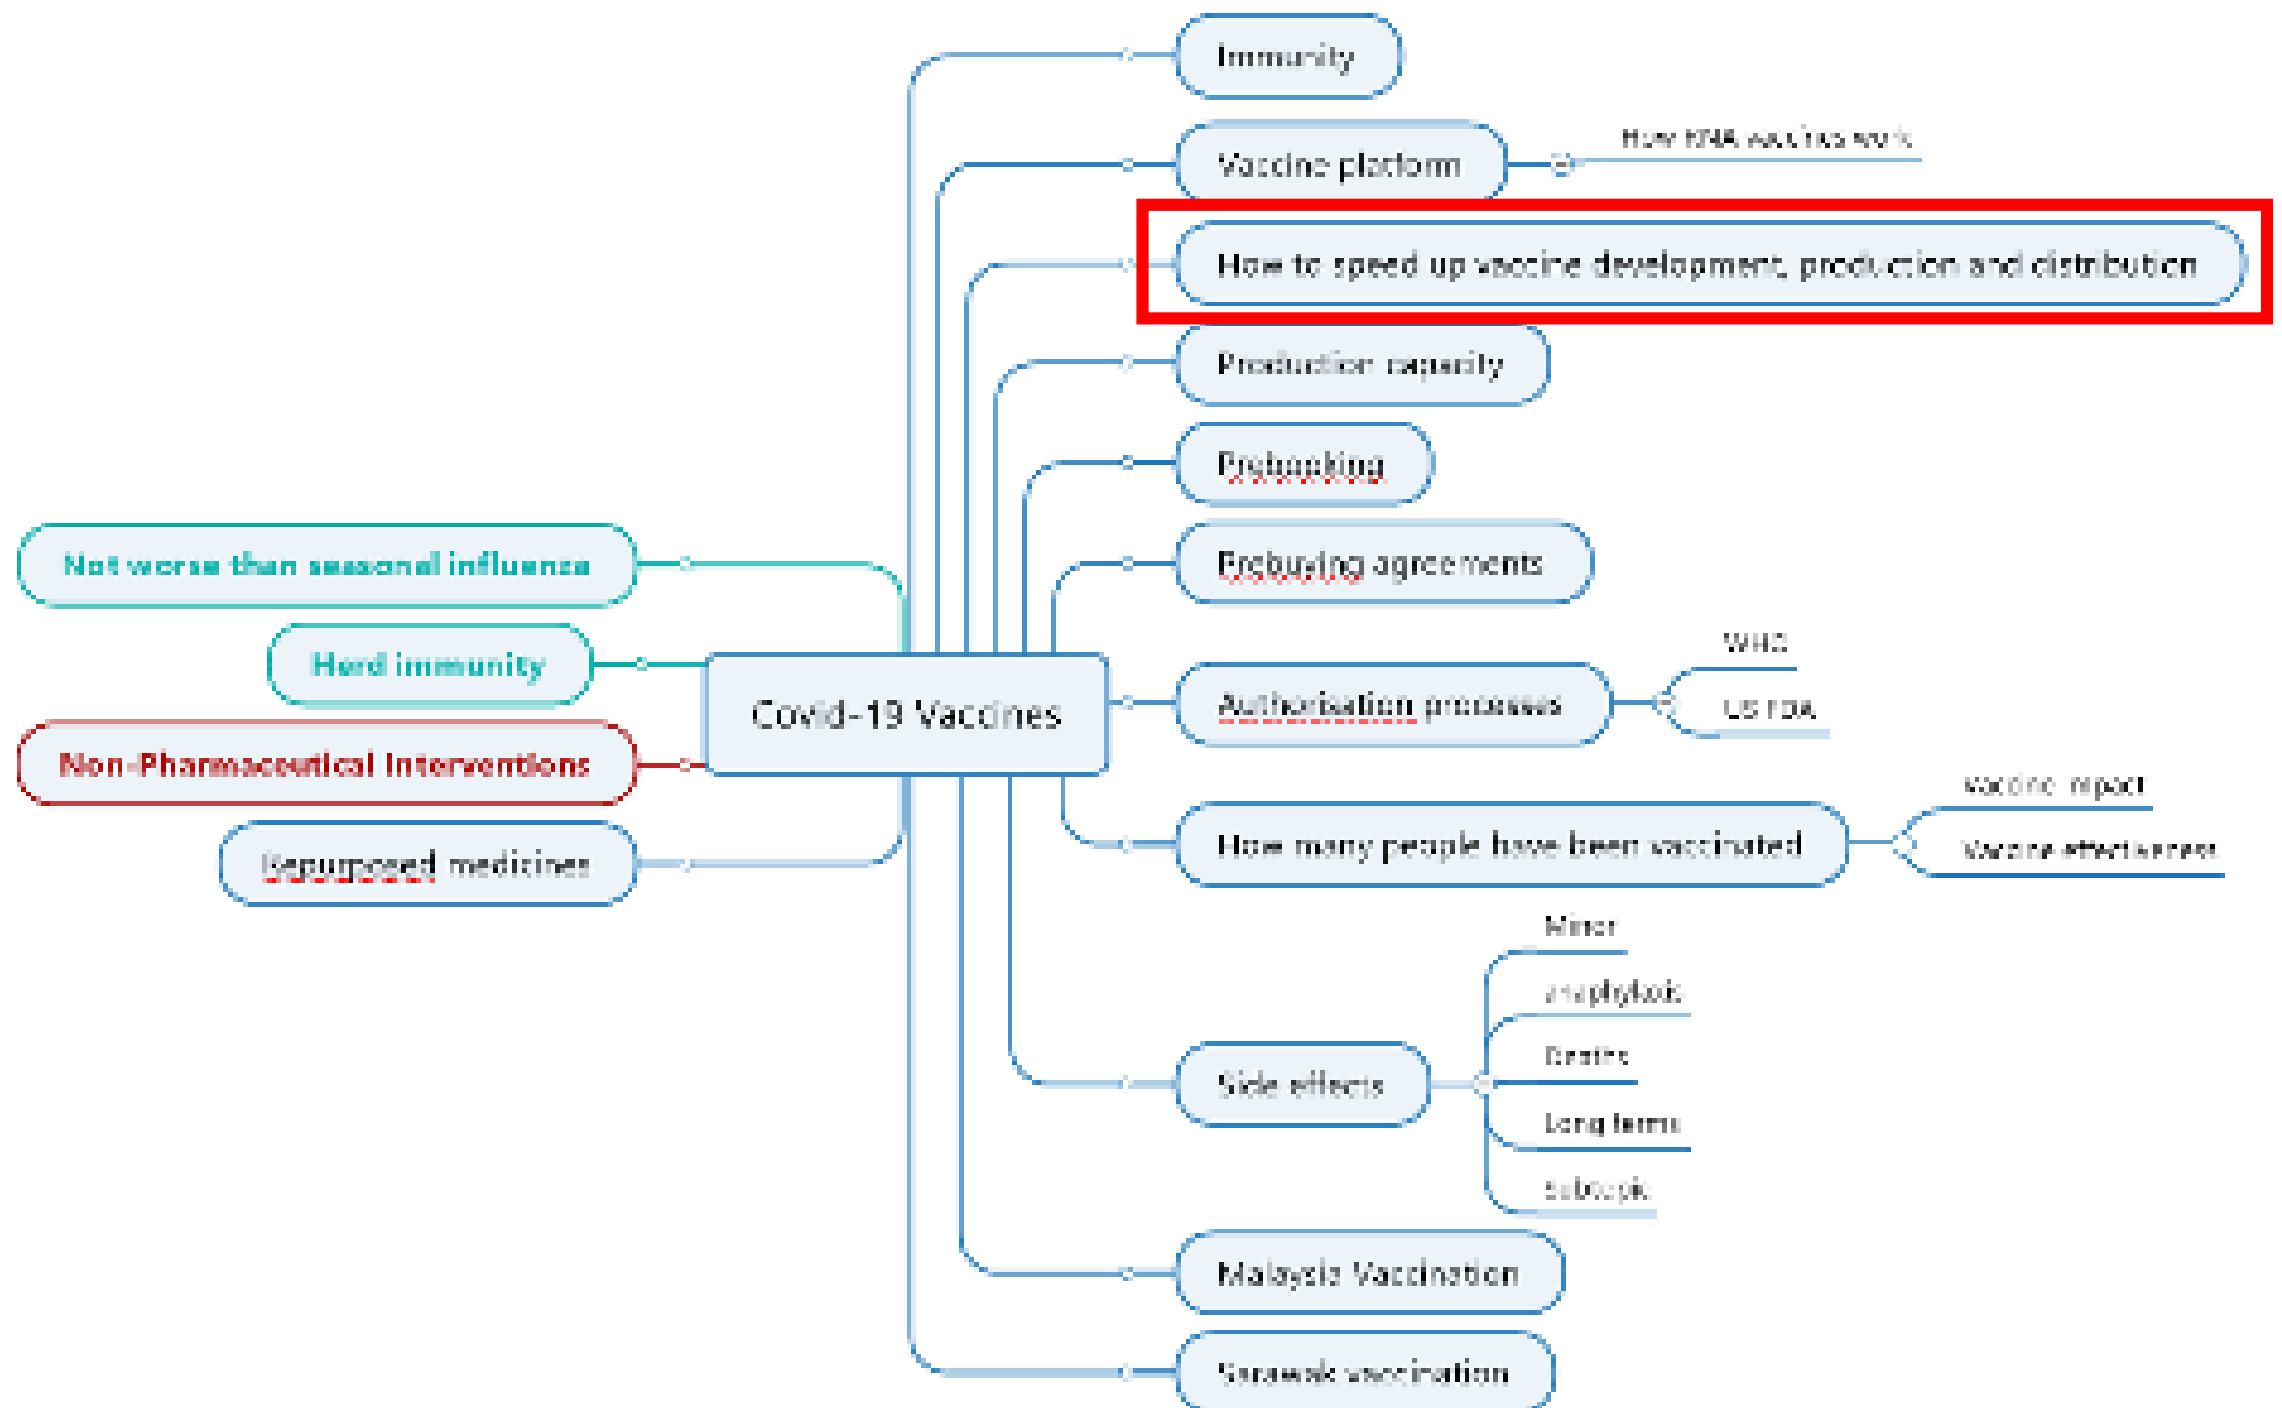 Immunity
Vaccine platform
How RNA vaccines work
How to speed up vaccine development, production and distribution
Production capacity
Prebooking
Prebuying agreements
Not worse than seasonal influenza
Herd immunity
Covid-19 Vaccines
Non-Pharmaceutical Interventions
Repurposed medicines
Authorisation processes
WHO
US FDA
How many people have been vaccinated
Vaccine impact
Vaccine effectiveness
Side effects
Minor
anaphylaxis
Deaths
Long terms
Subtopic
Malaysia Vaccination
Sarawak vaccination